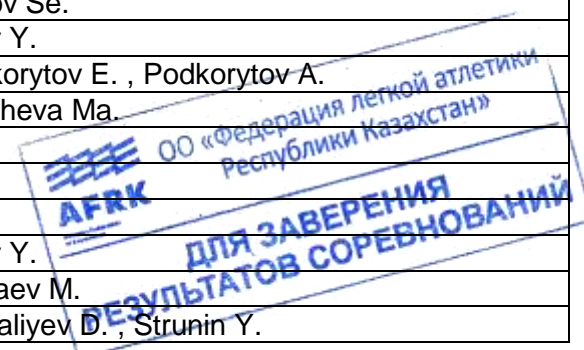 ov Se.
Y.
korytov E. , Podkorytov A.
cheva Ma.
ОО «Федерация легкой атлетики
Республики Казахстан»
AFRK
ДЛЯ ЗАВЕРЕНИЯ
РЕЗУЛЬТАТОВ СОРЕВНОВАНИЙ
Y.
aev M.
aliyev D. , Strunin Y.